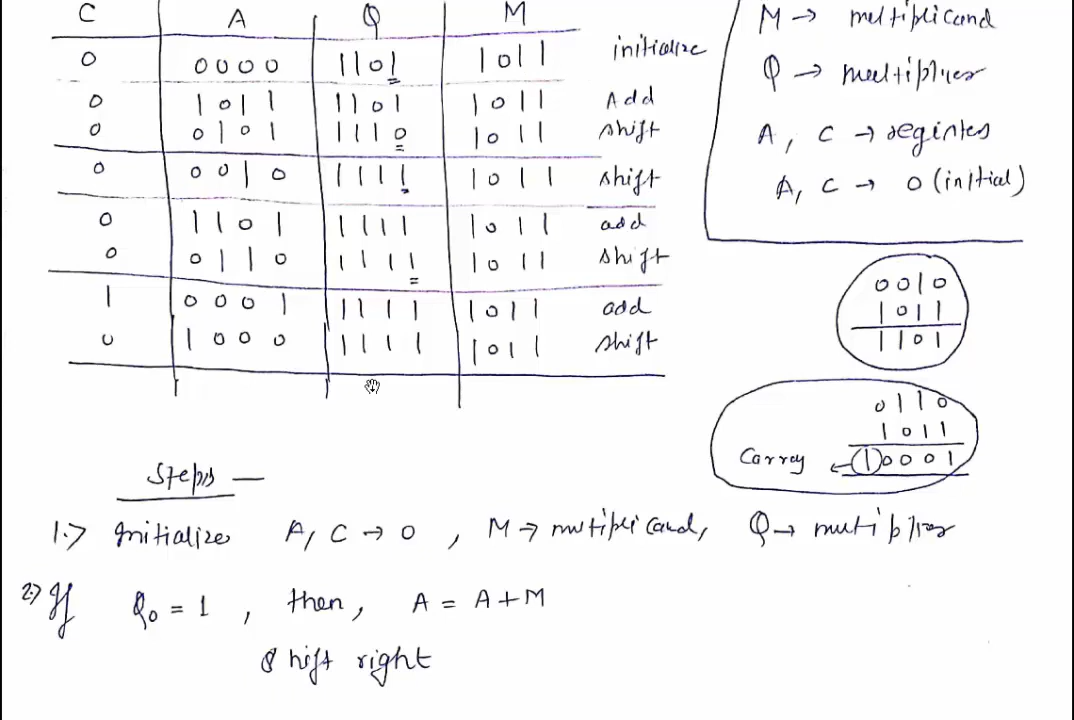 C A Q M
0 0000 1101 1011 initialize
0 1011 1101 1011 Add
0 0101 1110 1011 shift
0 0010 1111 1011 shift
0 1101 1111 1011 add
0 0110 1111 1011 shift
1 0001 1111 1011 add
0 1000 1111 1011 shift
M → multiplicand
Q → multiplier
A, C → registers
A, C → 0 (initial)
0010
1011
1101
0110
1011
Carray ← 1 0001
Steps —
1.> Initialize A, C → 0, M → multiplicand, Q → multiplier
2.> If Q0 = 1, then, A = A+M
Shift right